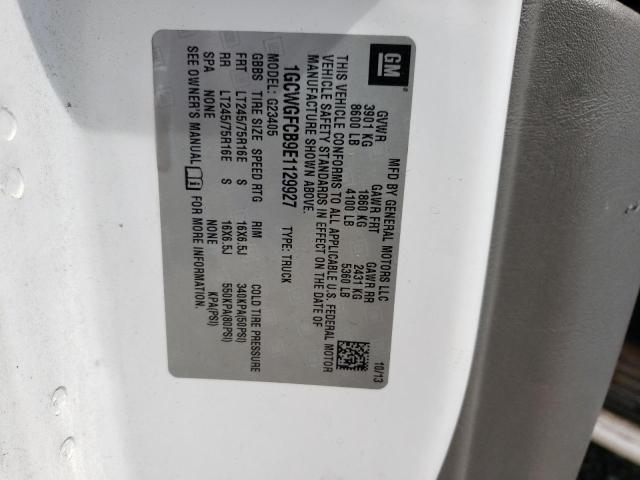 GM
MFD BY GENERAL MOTORS LLC 10/13
GVWR GAWR FRT GAWR RR
3901 KG 1860 KG 2431 KG
8600 LB 4100 LB 5360 LB
THIS VEHICLE CONFORMS TO ALL APPLICABLE U.S. FEDERAL MOTOR
VEHICLE SAFETY STANDARDS IN EFFECT ON THE DATE OF
MANUFACTURE SHOWN ABOVE.
1GCWGFCB9E1129927 TYPE: TRUCK
MODEL: G23405
GBBS TIRE SIZE SPEED RTG RIM COLD TIRE PRESSURE
FRT LT245/75R16E S 16X6.5J 340KPA(50PSI)
RR LT245/75R16E S 16X6.5J 550KPA(80PSI)
SPA NONE NONE KPA(PSI)
SEE OWNER'S MANUAL FOR MORE INFORMATION.